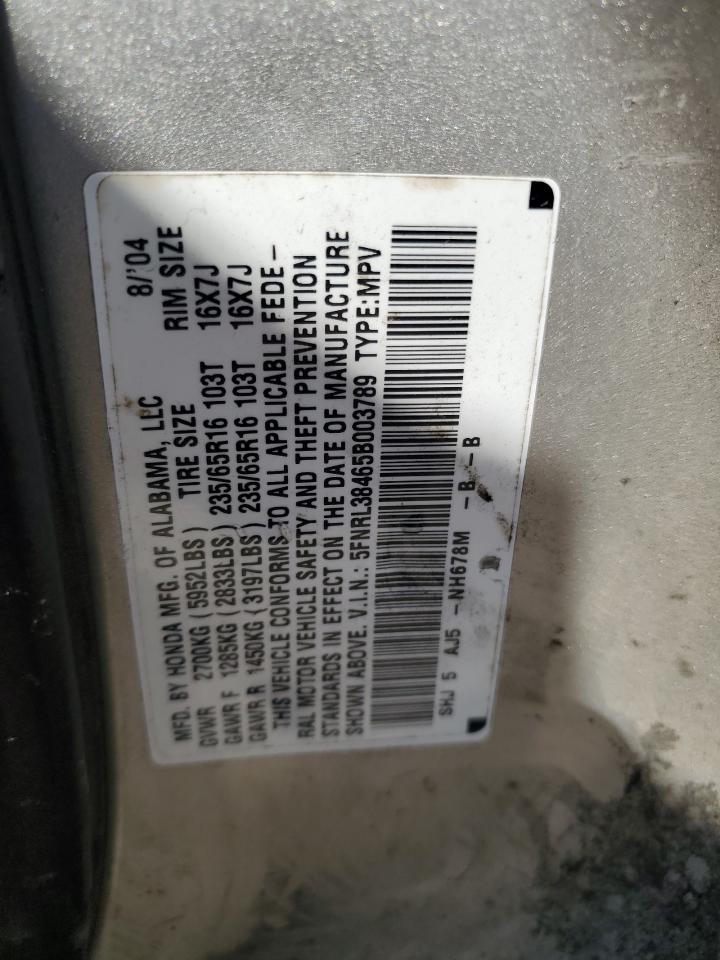 MFD. BY HONDA MFG. OF ALABAMA, LLC 8/'04
GVWR 2700KG (5952LBS) TIRE SIZE RIM SIZE
GAWR F 1285KG (2833LBS) 235/65R16 103T 16X7J
GAWR R 1450KG (3197LBS) 235/65R16 103T 16X7J
THIS VEHICLE CONFORMS TO ALL APPLICABLE FEDE-
RAL MOTOR VEHICLE SAFETY AND THEFT PREVENTION
STANDARDS IN EFFECT ON THE DATE OF MANUFACTURE
SHOWN ABOVE. V.I.N.: 5FNRL38465B003789 TYPE:MPV
SHJ 5 AJ5 -NH678M -B -B